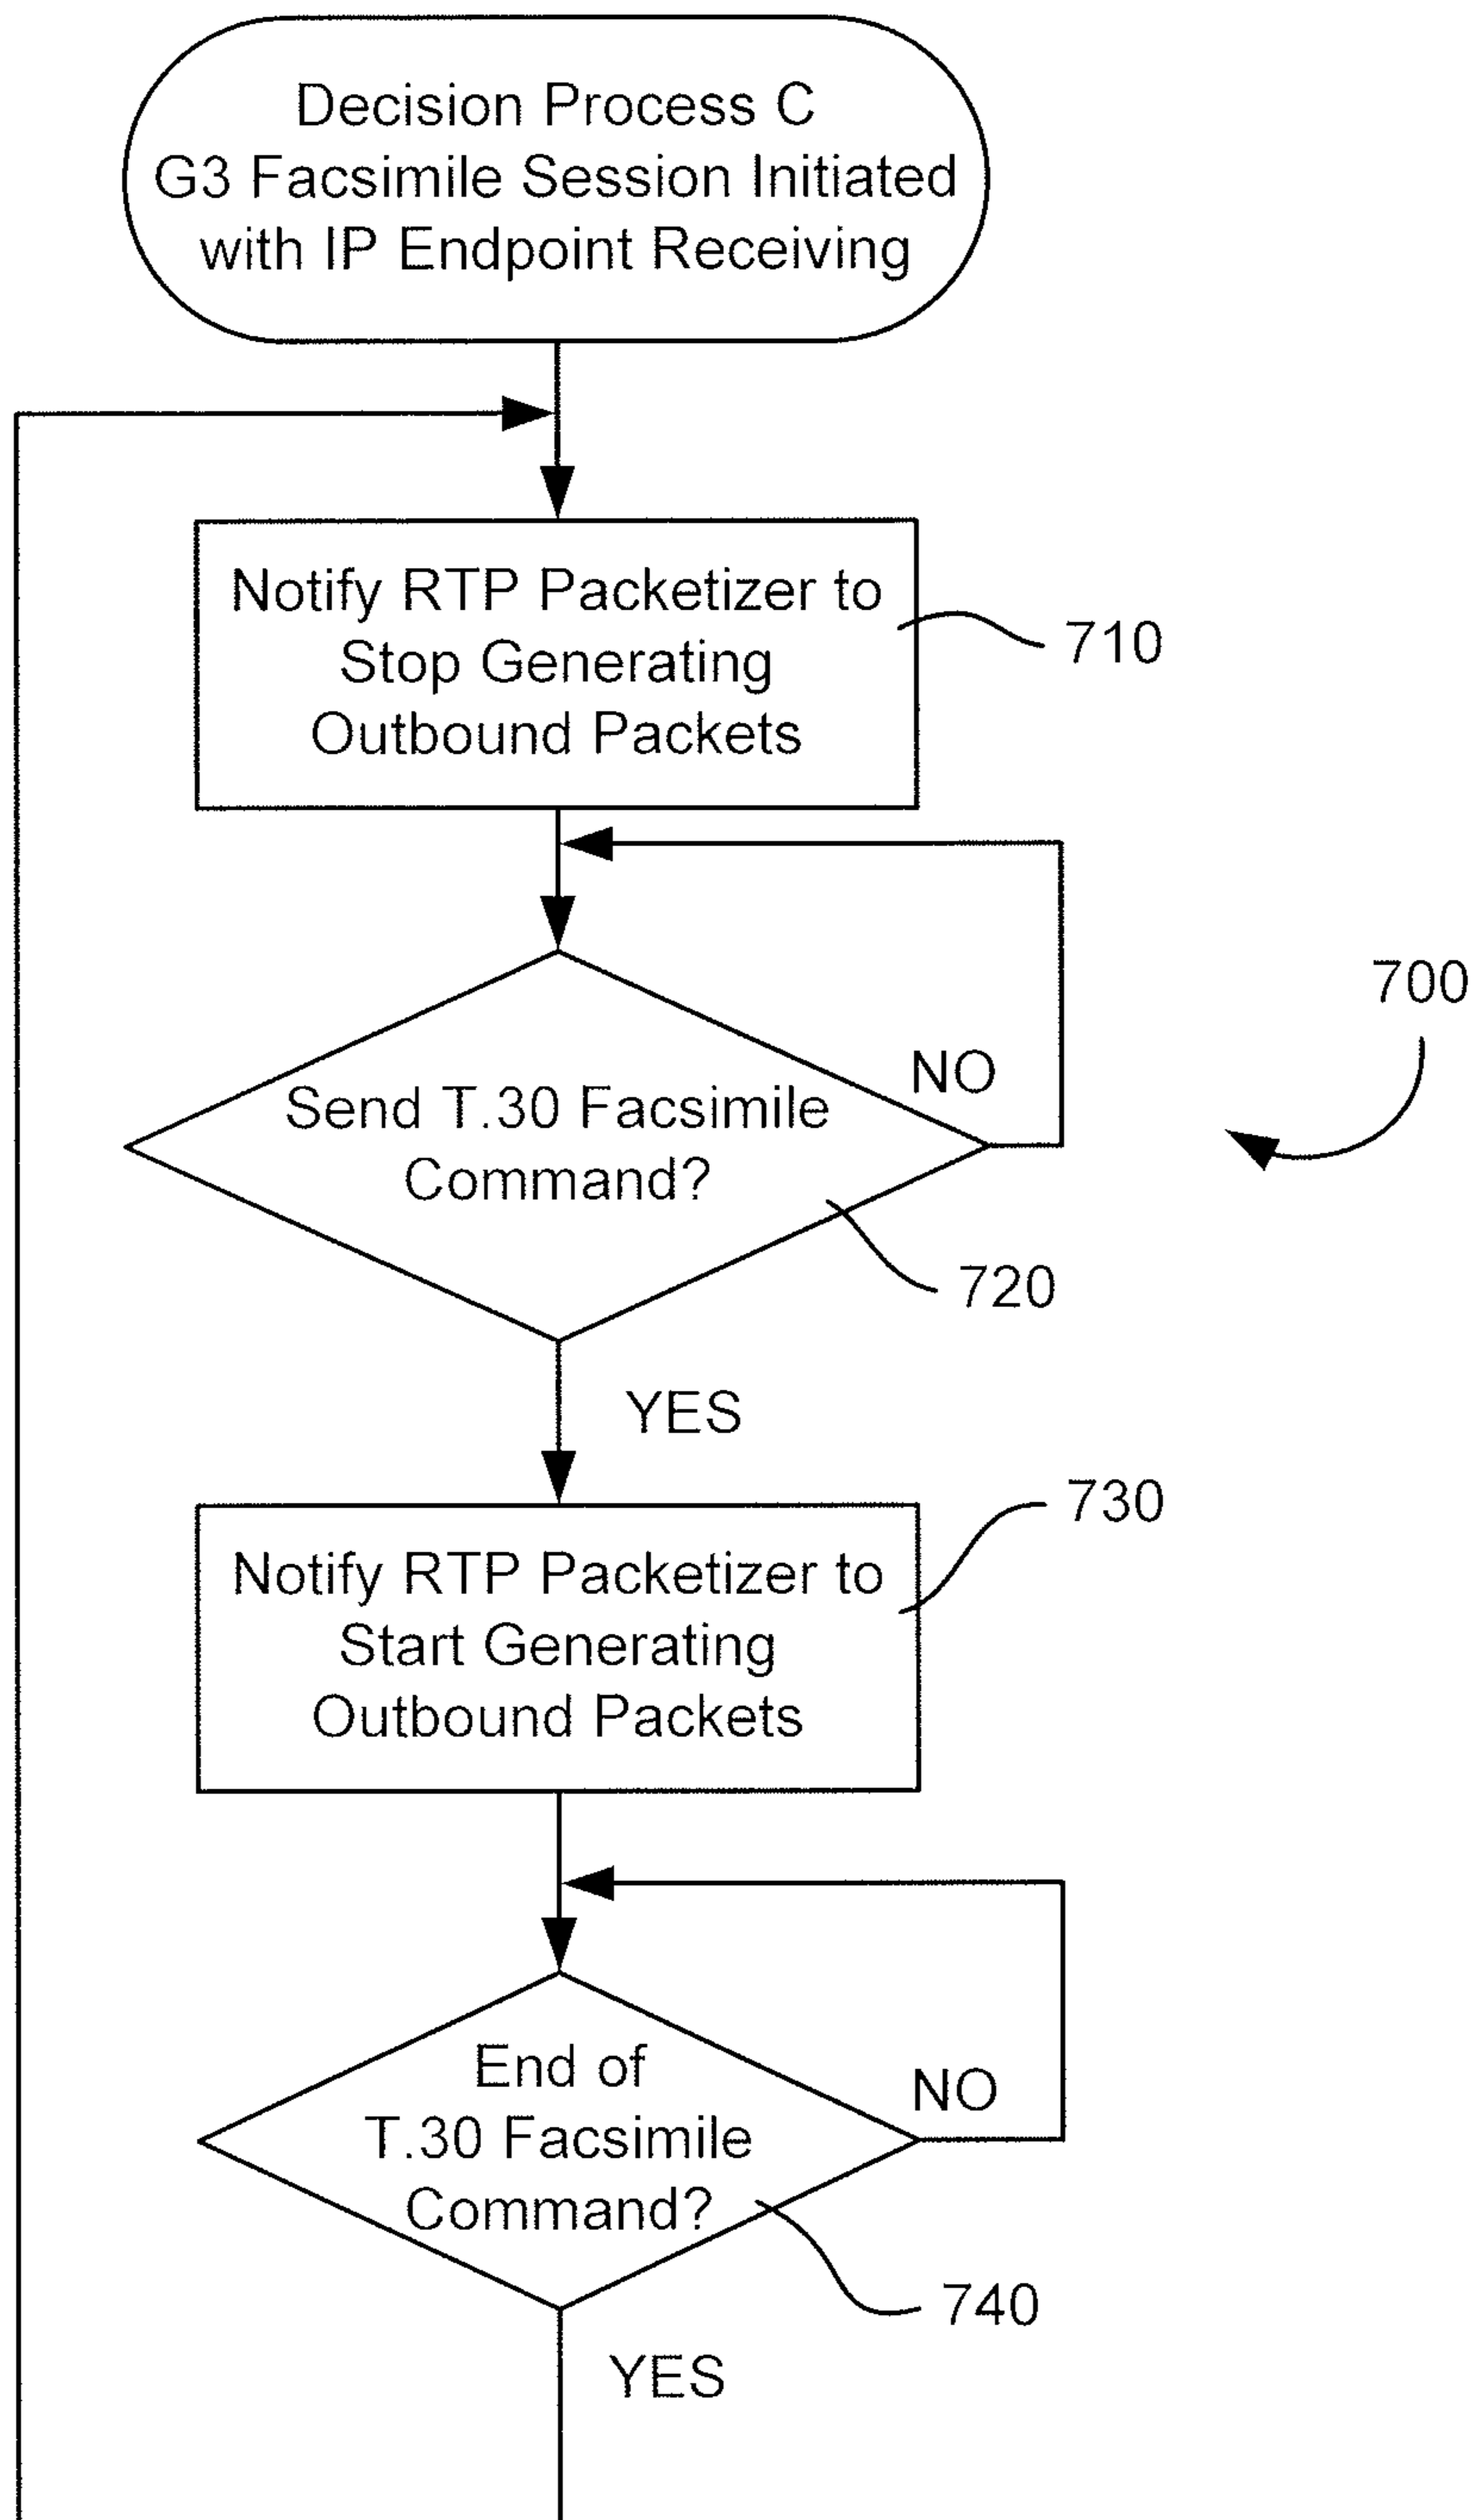 Decision Process C
G3 Facsimile Session Initiated
with IP Endpoint Receiving
Notify RTP Packetizer to
Stop Generating
Outbound Packets
710
700
NO
Send T.30 Facsimile
Command?
720
YES
730
Notify RTP Packetizer to
Start Generating
Outbound Packets
End of
T.30 Facsimile
Command?
NO
740
YES